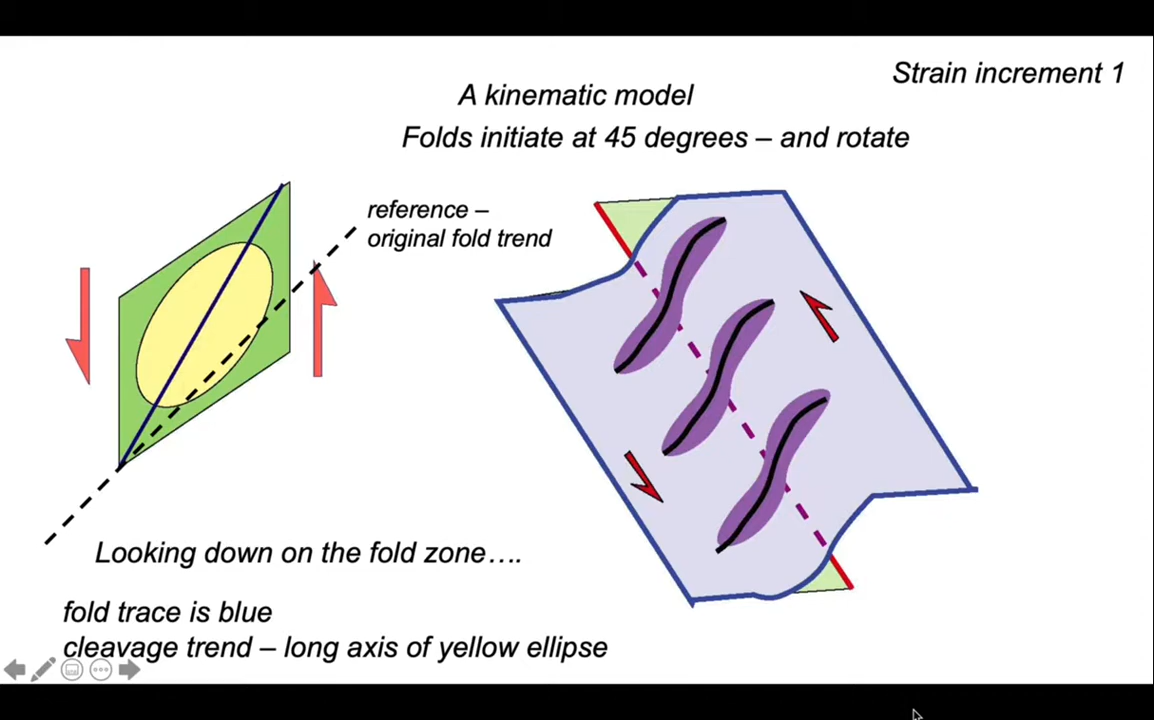 Strain increment 1
A kinematic model
Folds initiate at 45 degrees – and rotate
reference –
original fold trend
Looking down on the fold zone….
fold trace is blue
cleavage trend – long axis of yellow ellipse